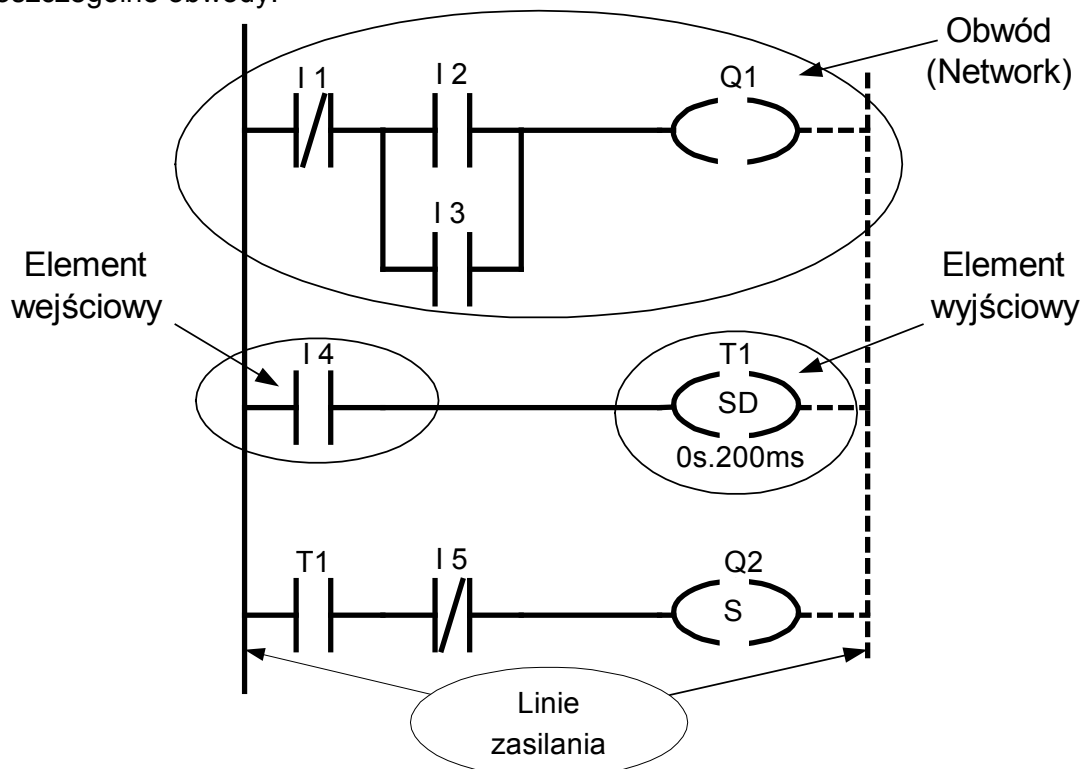 obwody.
Obwód
(Network)
I 1
I 2
Q1
I 3
Element
wejściowy
Element
wyjściowy
I 4
T1
SD
0s.200ms
T1
I 5
Q2
S
Linie
zasilania